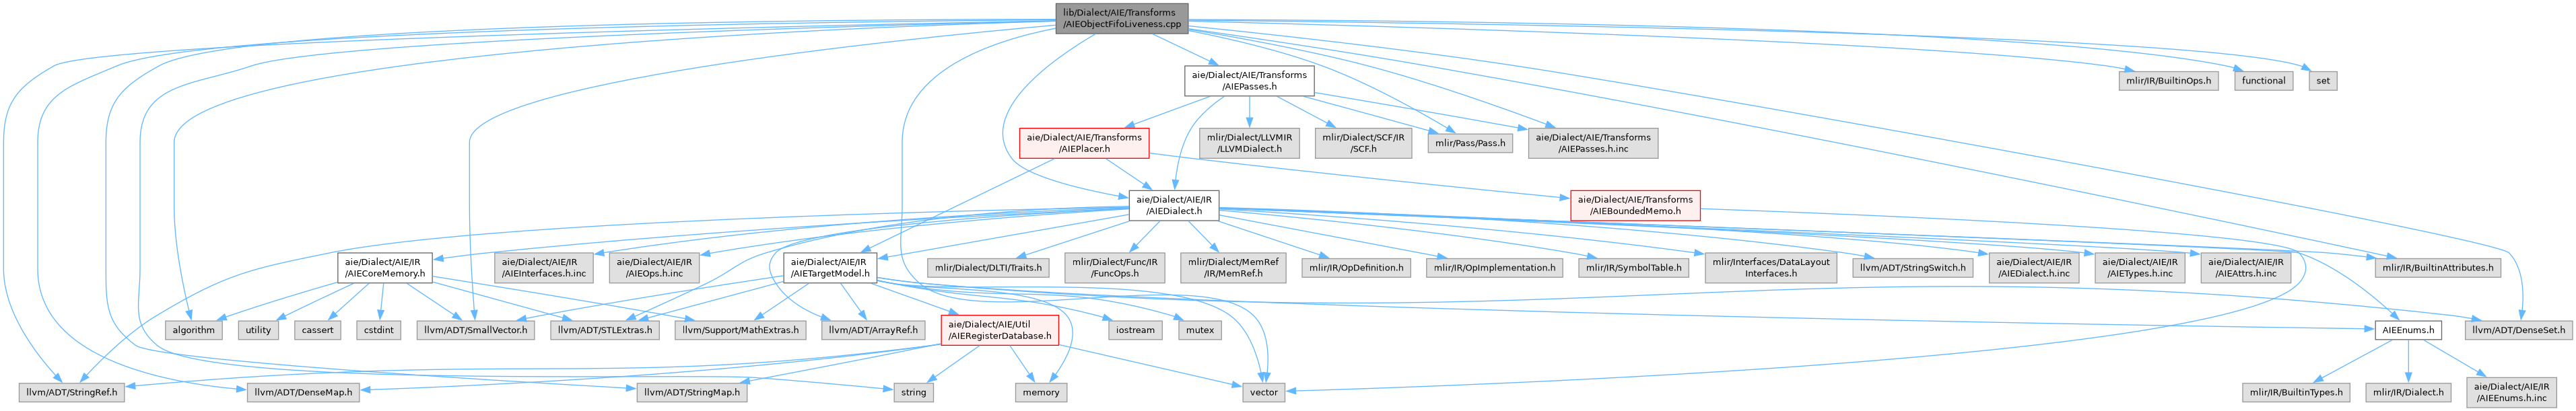 lib/Dialect/AIE/Transforms
/AIEObjectFifoLiveness.cpp
aie/Dialect/AIE/Transforms
/AIEPasses.h
mlir/IR/BuiltinOps.h
functional
set
aie/Dialect/AIE/Transforms
/AIEPlacer.h
mlir/Dialect/LLVMIR
/LLVMDialect.h
mlir/Dialect/SCF/IR
/SCF.h
mlir/Pass/Pass.h
aie/Dialect/AIE/Transforms
/AIEPasses.h.inc
aie/Dialect/AIE/IR
/AIEDialect.h
aie/Dialect/AIE/Transforms
/AIEBoundedMemo.h
aie/Dialect/AIE/IR
/AIECoreMemory.h
aie/Dialect/AIE/IR
/AIEInterfaces.h.inc
aie/Dialect/AIE/IR
/AIEOps.h.inc
aie/Dialect/AIE/IR
/AIETargetModel.h
mlir/Dialect/DLTI/Traits.h
mlir/Dialect/Func/IR
/FuncOps.h
mlir/Dialect/MemRef
/IR/MemRef.h
mlir/IR/OpDefinition.h
mlir/IR/OpImplementation.h
mlir/IR/SymbolTable.h
mlir/Interfaces/DataLayout
Interfaces.h
llvm/ADT/StringSwitch.h
aie/Dialect/AIE/IR
/AIEDialect.h.inc
aie/Dialect/AIE/IR
/AIETypes.h.inc
aie/Dialect/AIE/IR
/AIEAttrs.h.inc
mlir/IR/BuiltinAttributes.h
algorithm
utility
cassert
cstdint
llvm/ADT/SmallVector.h
llvm/ADT/STLExtras.h
llvm/Support/MathExtras.h
llvm/ADT/ArrayRef.h
aie/Dialect/AIE/Util
/AIERegisterDatabase.h
iostream
mutex
AIEEnums.h
llvm/ADT/DenseSet.h
llvm/ADT/StringRef.h
llvm/ADT/DenseMap.h
llvm/ADT/StringMap.h
string
memory
vector
mlir/IR/BuiltinTypes.h
mlir/IR/Dialect.h
aie/Dialect/AIE/IR
/AIEEnums.h.inc